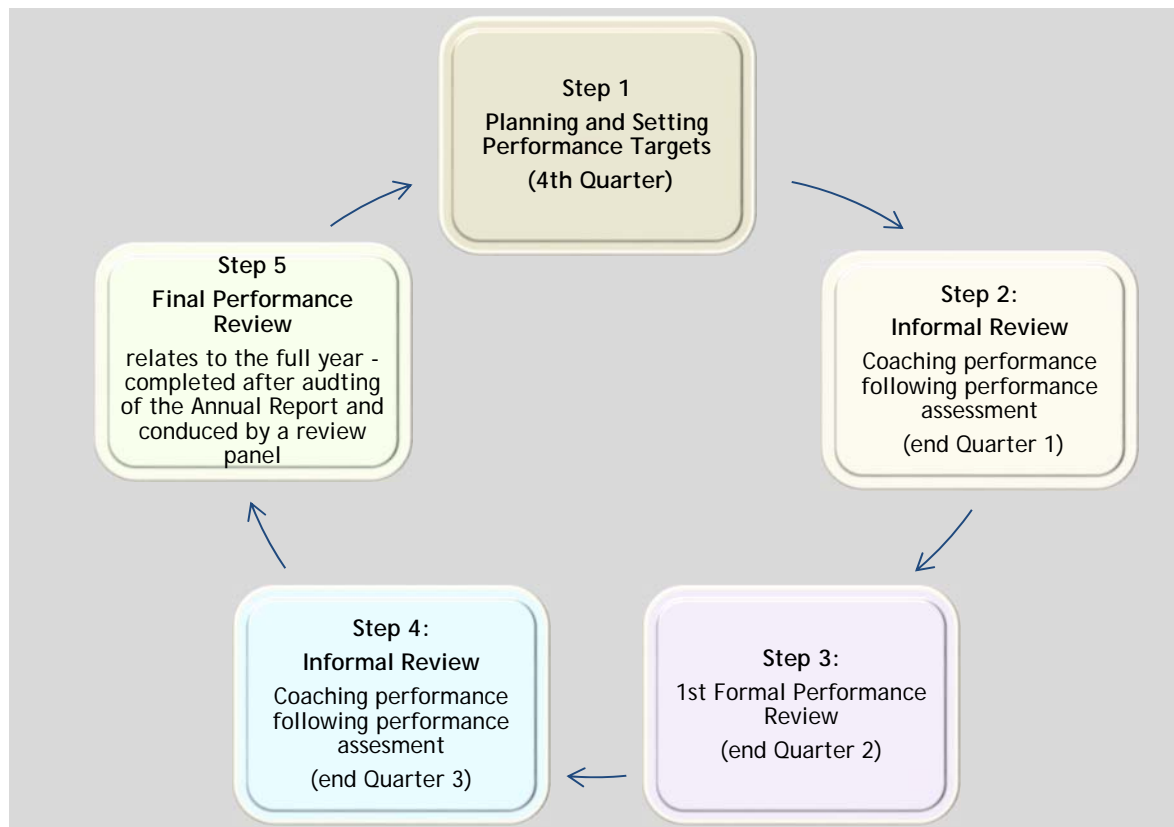 Step 1
Planning and Setting
Performance Targets
(4th Quarter)
Step 2:
Informal Review
Coaching performance
following performance
assessment
(end Quarter 1)
Step 3:
1st Formal Performance
Review
(end Quarter 2)
Step 4:
Informal Review
Coaching performance
following performance
assesment
(end Quarter 3)
Step 5
Final Performance
Review
relates to the full year -
completed after audting
of the Annual Report and
conduced by a review
panel